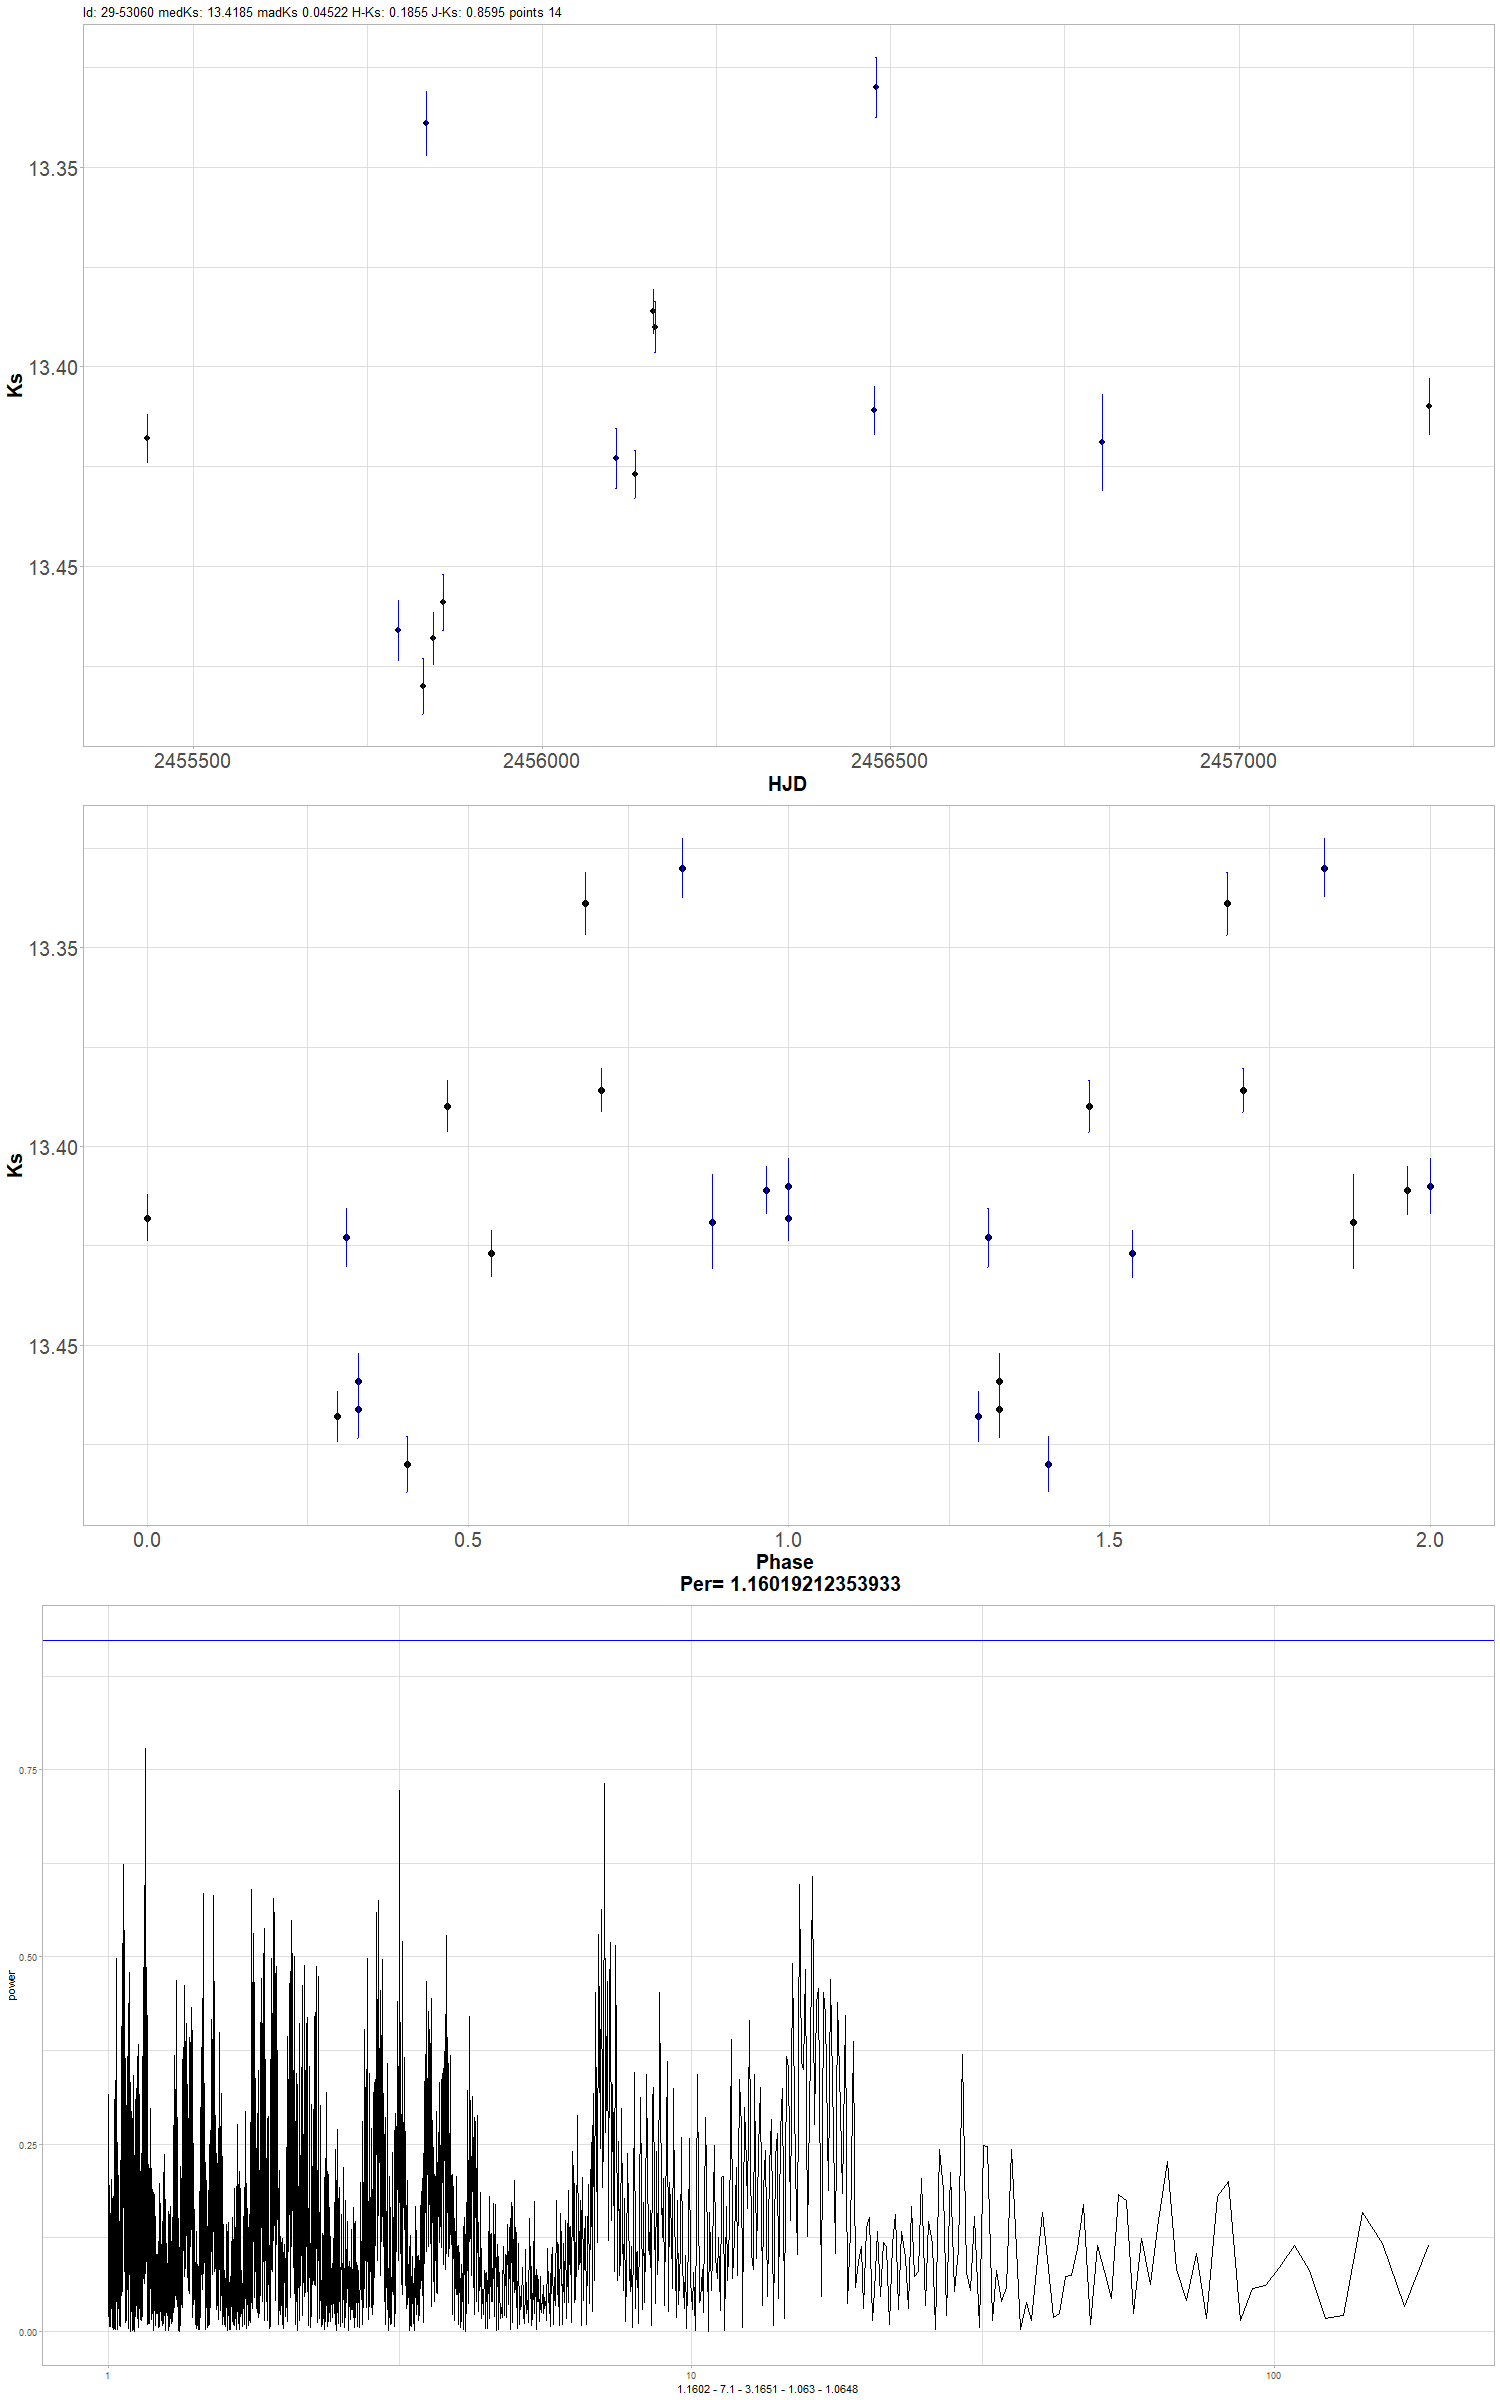 Id: 29-53060 medKs: 13.4185 madKs 0.04522 H-Ks: 0.1855 J-Ks: 0.8595 points 14
13.35
13.40
13.45
Ks
2455500 2456000 2456500 2457000
HJD
13.35
13.40
13.45
Ks
0.0 0.5 1.0 1.5 2.0
Phase
Per= 1.16019212353933
0.75
0.50
0.25
0.00
power
1 10 100
1.1602 - 7.1 - 3.1651 - 1.063 - 1.0648